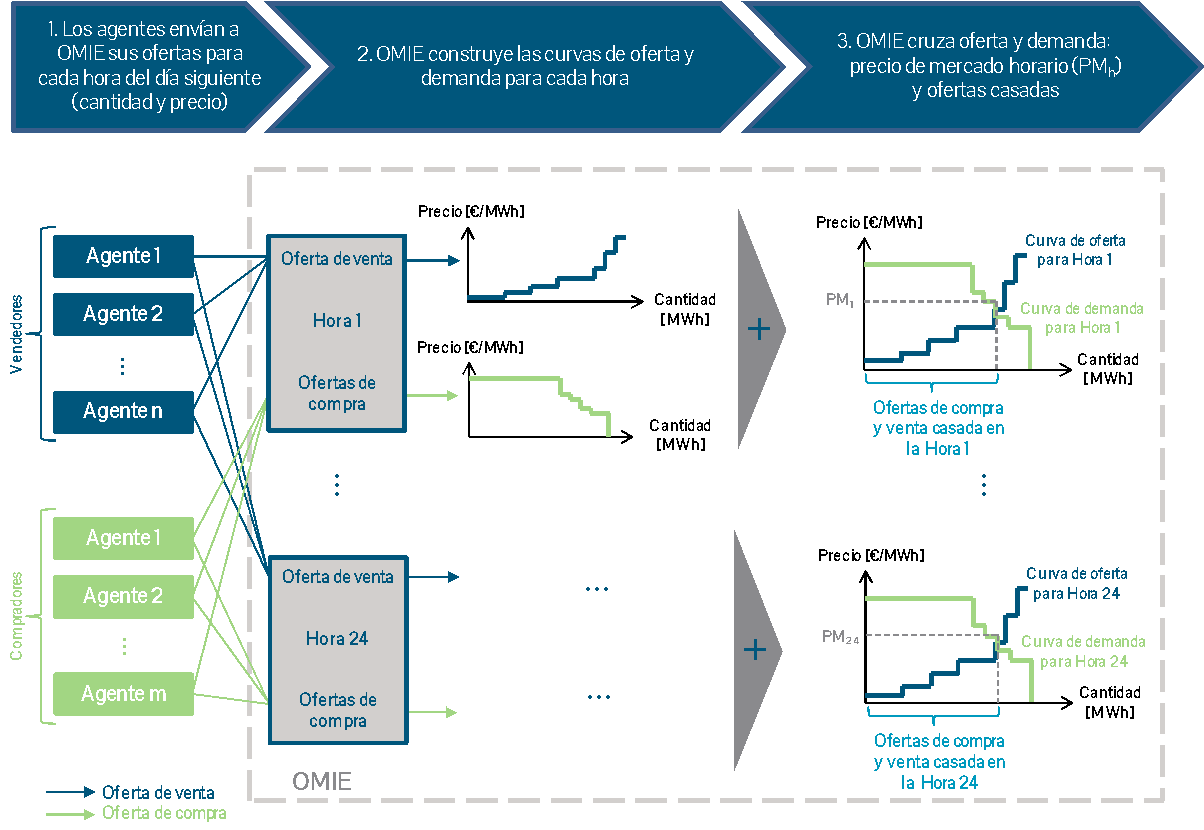 1. Los agentes envían a
OMIE sus ofertas para
cada hora del día siguiente
(cantidad y precio)
2. OMIE construye las curvas de oferta y
demanda para cada hora
3. OMIE cruza oferta y demanda:
precio de mercado horario (PMh)
y ofertas casadas
Vendedores
Agente 1
Agente 2
...
Agente n
Compradores
Agente 1
Agente 2
...
Agente m
Oferta de venta
Hora 1
Ofertas de
compra
...
Oferta de venta
Hora 24
Ofertas de
compra
OMIE
Precio [€/MWh]
Cantidad
[MWh]
Precio [€/MWh]
Cantidad
[MWh]
...
...
+
+
Precio [€/MWh]
Curva de oferta
para Hora 1
PM1
Curva de demanda
para Hora 1
Cantidad
[MWh]
Ofertas de compra
y venta casada en
la Hora 1
...
Precio [€/MWh]
Curva de oferta
para Hora 24
PM24
Curva de demanda
para Hora 24
Cantidad
[MWh]
Ofertas de compra
y venta casada en
la Hora 24
Oferta de venta
Oferta de compra